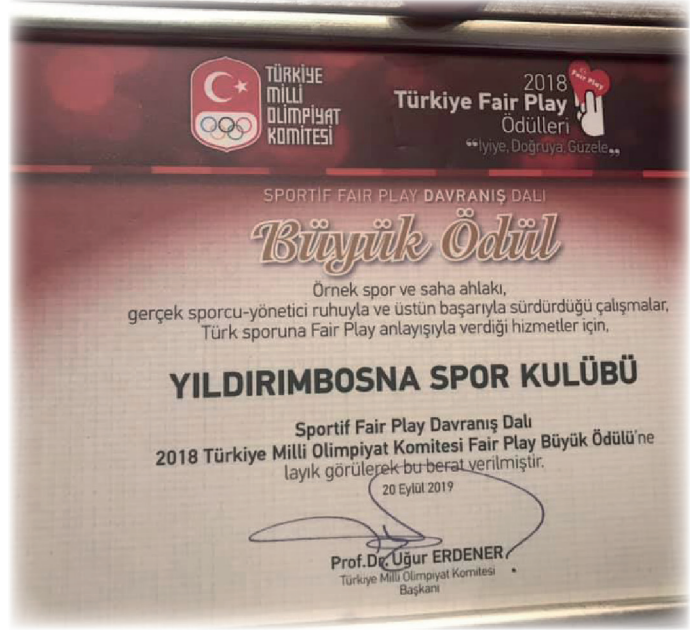 TÜRKİYE
MİLLİ
OLİMPİYAT
KOMİTESİ
2018
Türkiye Fair Play
Ödülleri
"İyiye, Doğruya, Güzele"
Fair Play
SPORTİF FAIR PLAY DAVRANIŞ DALI
Büyük Ödül
Örnek spor ve saha ahlakı,
gerçek sporcu-yönetici ruhuyla ve üstün başarıyla sürdürdüğü çalışmalar,
Türk sporuna Fair Play anlayışıyla verdiği hizmetler için,
YILDIRIMBOSNA SPOR KULÜBÜ
Sportif Fair Play Davranış Dalı
2018 Türkiye Milli Olimpiyat Komitesi Fair Play Büyük Ödülü'ne
layık görülerek bu berat verilmiştir.
20 Eylül 2019
Prof.Dr. Uğur ERDENER
Türkiye Milli Olimpiyat Komitesi
Başkanı